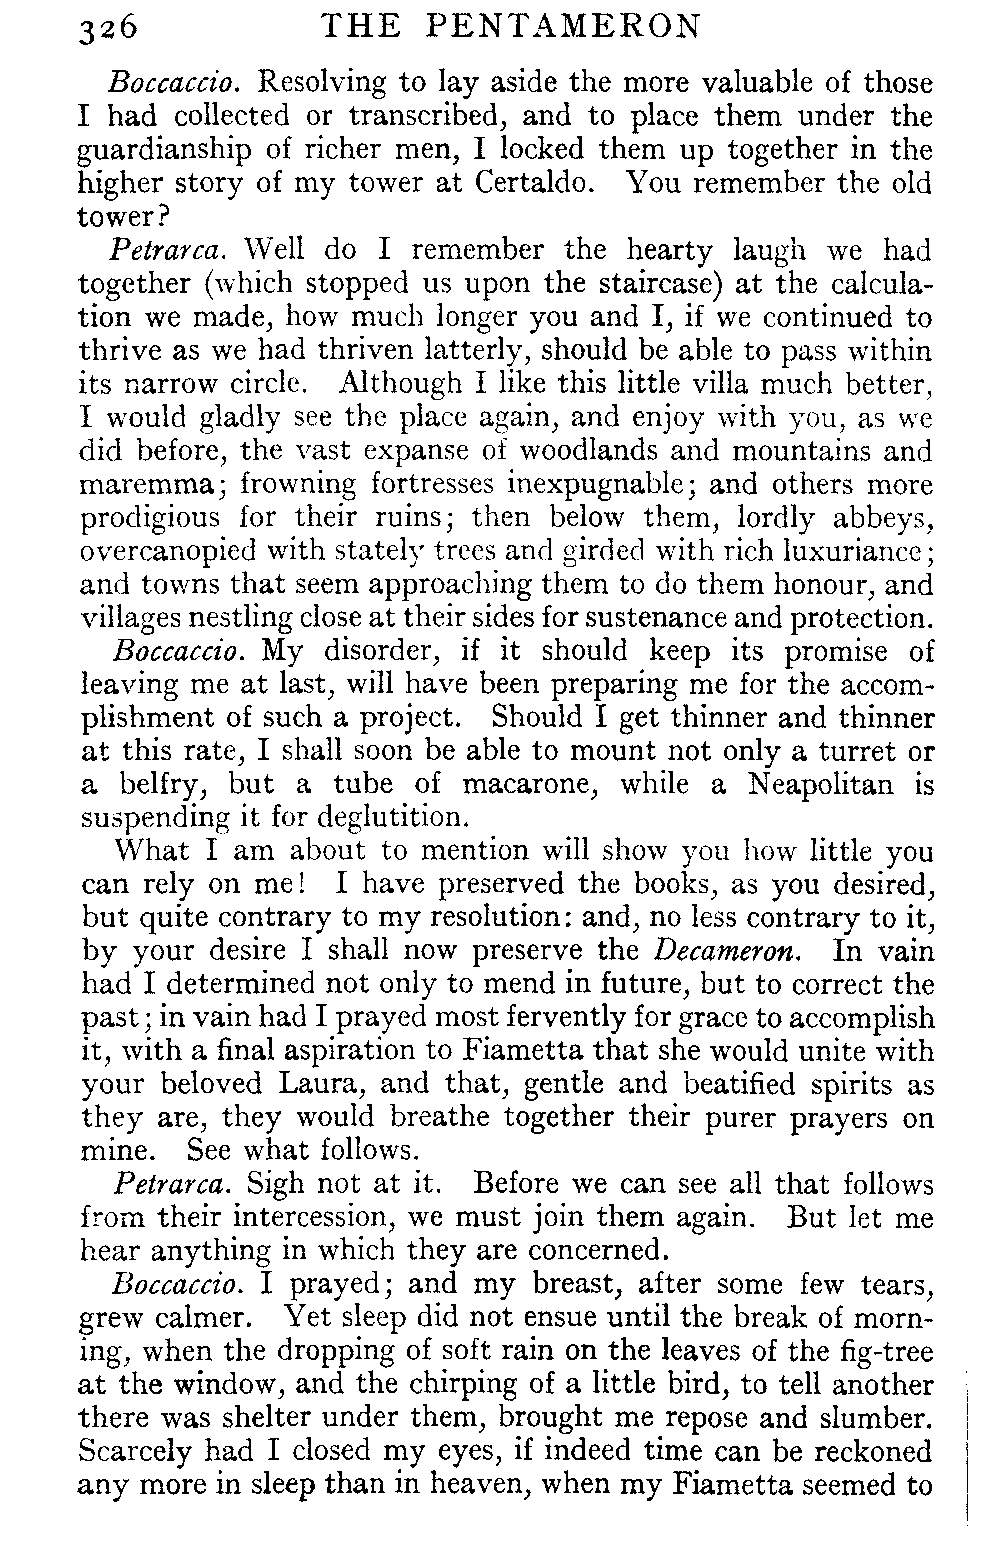 326 THE PENTAMERON
Boccaccio. Resolving to lay aside the more valuable of those
I had collected or transcribed, and to place them under the
guardianship of richer men, I locked them up together in the
higher story of my tower at Certaldo. You remember the old
tower?
Petrarca. Well do I remember the hearty laugh we had
together (which stopped us upon the staircase) at the calcula-
tion we made, how much longer you and I, if we continued to
thrive as we had thriven latterly, should be able to pass within
its narrow circle. Although I like this little villa much better,
I would gladly see the place again, and enjoy with you, as we
did before, the vast expanse of woodlands and mountains and
maremma; frowning fortresses inexpugnable; and others more
prodigious for their ruins; then below them, lordly abbeys,
overcanopied with stately trees and girded with rich luxuriance;
and towns that seem approaching them to do them honour, and
villages nestling close at their sides for sustenance and protection.
Boccaccio. My disorder, if it should keep its promise of
leaving me at last, will have been preparing me for the accom-
plishment of such a project. Should I get thinner and thinner
at this rate, I shall soon be able to mount not only a turret or
a belfry, but a tube of macarone, while a Neapolitan is
suspending it for deglutition.
What I am about to mention will show you how little you
can rely on me! I have preserved the books, as you desired,
but quite contrary to my resolution: and, no less contrary to it,
by your desire I shall now preserve the Decameron. In vain
had I determined not only to mend in future, but to correct the
past; in vain had I prayed most fervently for grace to accomplish
it, with a final aspiration to Fiametta that she would unite with
your beloved Laura, and that, gentle and beatified spirits as
they are, they would breathe together their purer prayers on
mine. See what follows.
Petrarca. Sigh not at it. Before we can see all that follows
from their intercession, we must join them again. But let me
hear anything in which they are concerned.
Boccaccio. I prayed; and my breast, after some few tears,
grew calmer. Yet sleep did not ensue until the break of morn-
ing, when the dropping of soft rain on the leaves of the fig-tree
at the window, and the chirping of a little bird, to tell another
there was shelter under them, brought me repose and slumber.
Scarcely had I closed my eyes, if indeed time can be reckoned
any more in sleep than in heaven, when my Fiametta seemed to